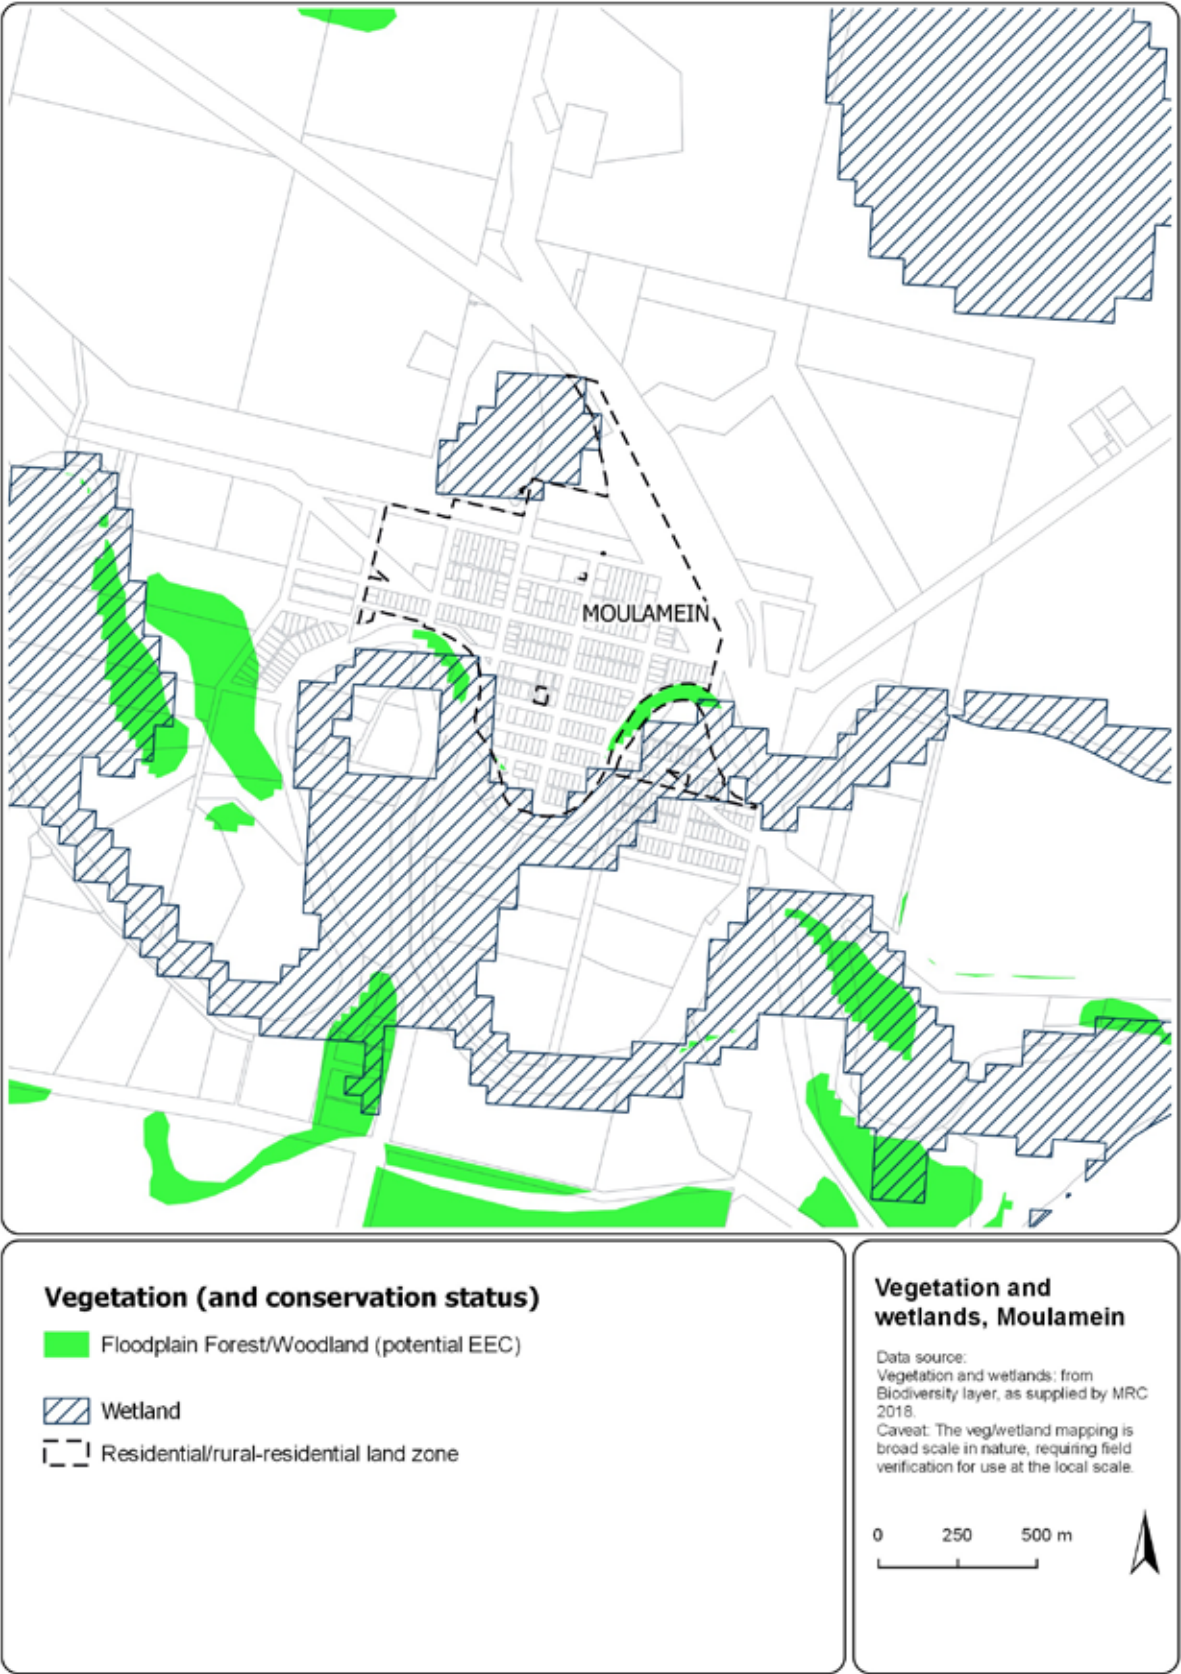 MOULAMEIN
Vegetation (and conservation status)
Floodplain Forest/Woodland (potential EEC)
Wetland
Residential/rural-residential land zone
Vegetation and
wetlands, Moulamein
Data source:
Vegetation and wetlands: from
Biodiversity layer, as supplied by MRC
2018.
Caveat: The veg/wetland mapping is
broad scale in nature, requiring field
verification for use at the local scale.
0 250 500 m